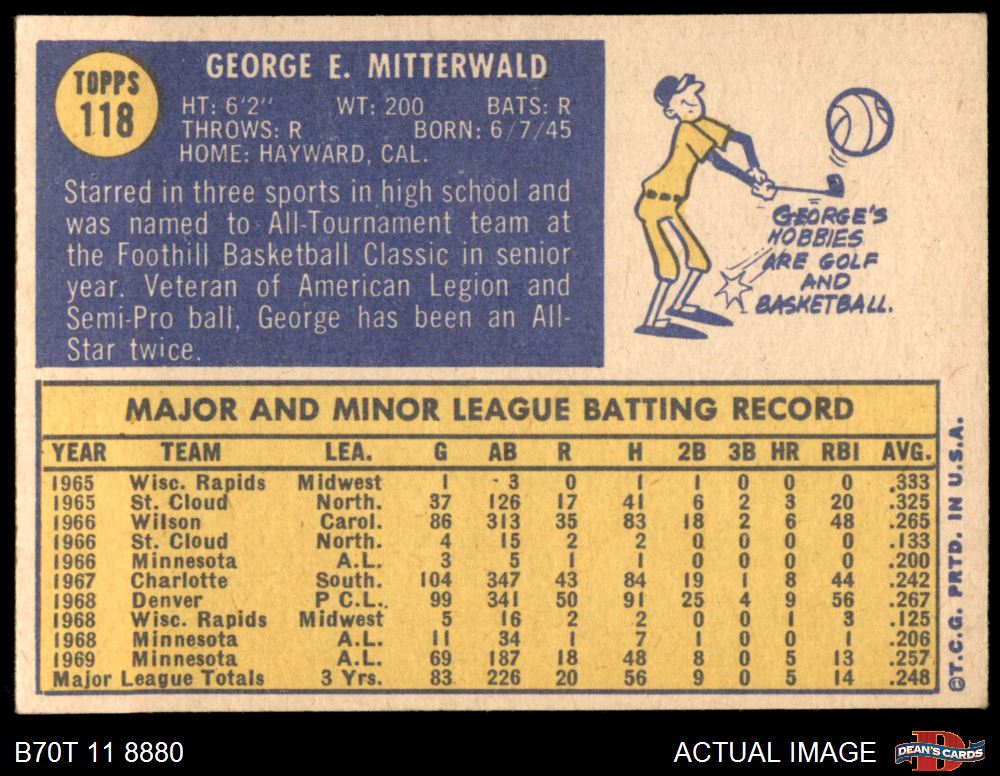 TOPPS
118
GEORGE E. MITTERWALD
HT: 6'2" WT: 200 BATS: R
THROWS: R BORN: 6/7/45
HOME: HAYWARD, CAL.
Starred in three sports in high school and
was named to All-Tournament team at
the Foothill Basketball Classic in senior
year. Veteran of American Legion and
Semi-Pro ball, George has been an All-
Star twice.
GEORGE'S
HOBBIES
ARE GOLF
AND
BASKETBALL.
MAJOR AND MINOR LEAGUE BATTING RECORD
YEAR TEAM LEA. G AB R H 2B 3B HR RBI AVG.
1965 Wisc. Rapids Midwest 1 3 0 1 1 0 0 0 .333
1965 St. Cloud North. 37 126 17 41 6 2 3 20 .325
1966 Wilson Carol. 86 313 35 83 18 2 6 48 .265
1966 St. Cloud North. 4 15 2 2 0 0 0 0 .133
1966 Minnesota A.L. 3 5 1 1 0 0 0 0 .200
1967 Charlotte South. 104 347 43 84 19 1 8 44 .242
1968 Denver P C.L. 99 341 50 91 25 4 9 56 .267
1968 Wisc. Rapids Midwest 5 16 2 2 0 0 1 3 .125
1968 Minnesota A.L. 11 34 1 7 1 0 0 1 .206
1969 Minnesota A.L. 69 187 18 48 8 0 5 13 .257
Major League Totals 3 Yrs. 83 226 20 56 9 0 5 14 .248
©T.C.G. PRTD. IN U.S.A.
B70T 11 8880
ACTUAL IMAGE
DEAN'S CARDS